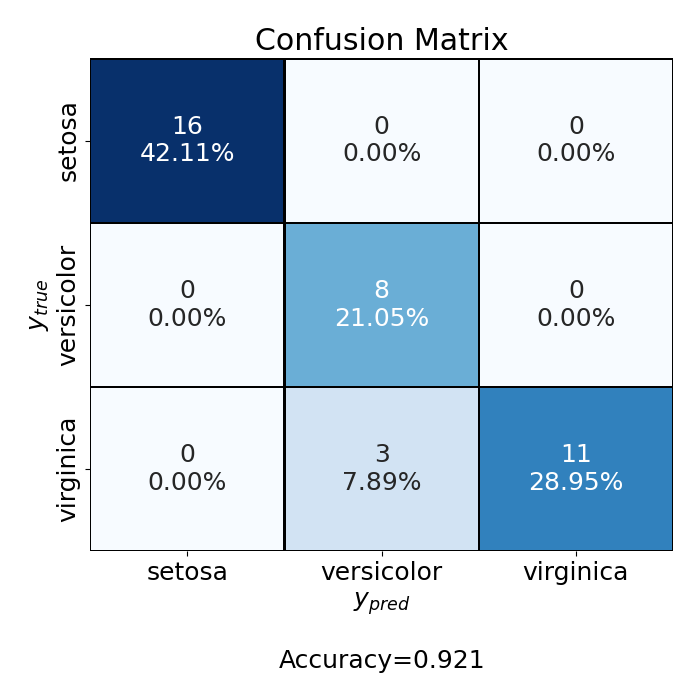 Confusion Matrix
setosa
16
42.11%
0
0.00%
0
0.00%
y_true
versicolor
0
0.00%
8
21.05%
0
0.00%
virginica
0
0.00%
3
7.89%
11
28.95%
setosa versicolor virginica
y_pred
Accuracy=0.921